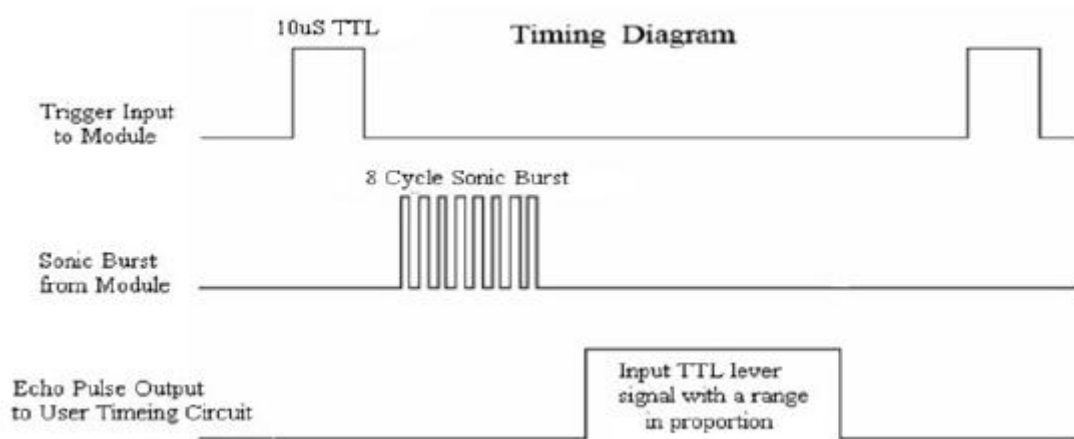 10uS TTL
Timing Diagram
Trigger Input
to Module
8 Cycle Sonic Burst
Sonic Burst
from Module
Echo Pulse Output
to User Timeing Circuit
Input TTL lever
signal with a range
in proportion